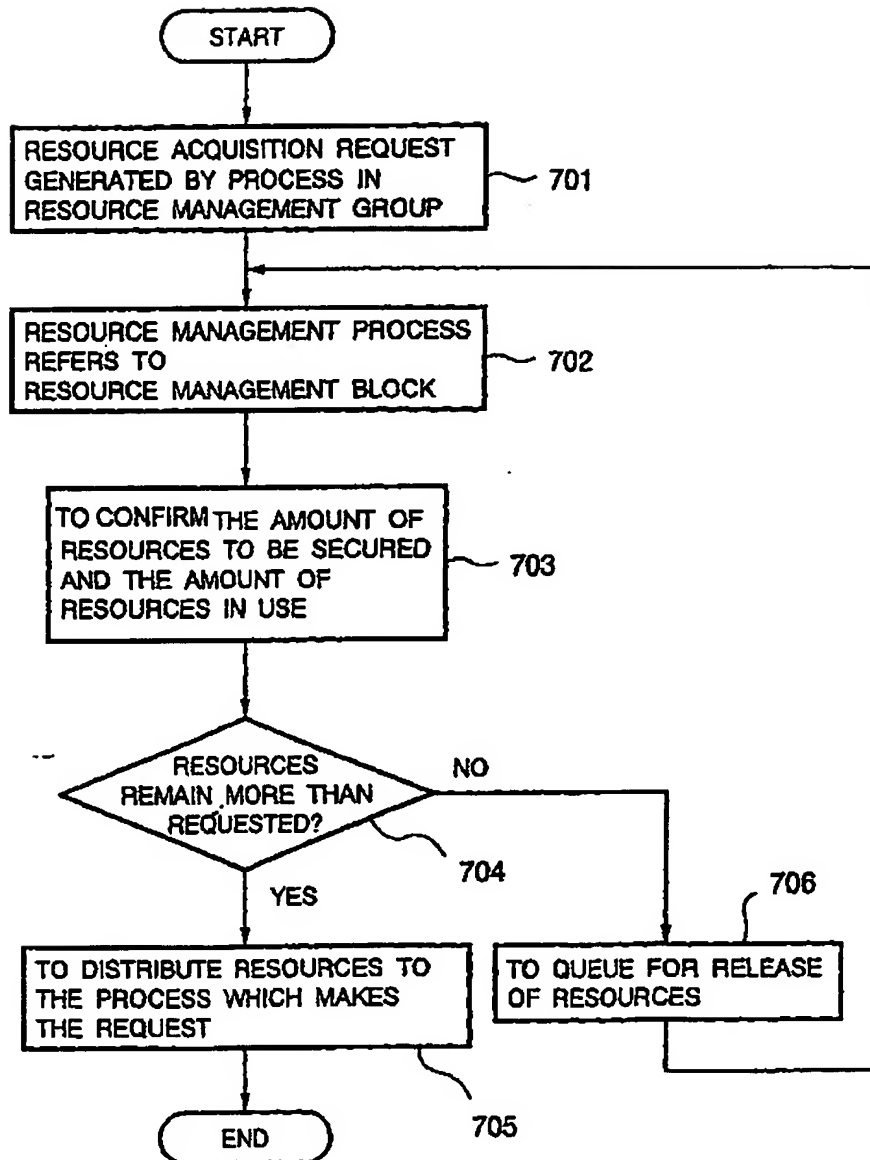 START
RESOURCE ACQUISITION REQUEST
GENERATED BY PROCESS IN
RESOURCE MANAGEMENT GROUP
701
RESOURCE MANAGEMENT PROCESS
REFERS TO
RESOURCE MANAGEMENT BLOCK
702
TO CONFIRM THE AMOUNT OF
RESOURCES TO BE SECURED
AND THE AMOUNT OF
RESOURCES IN USE
703
RESOURCES
REMAIN MORE THAN
REQUESTED?
NO
704
YES
706
TO DISTRIBUTE RESOURCES TO
THE PROCESS WHICH MAKES
THE REQUEST
TO QUEUE FOR RELEASE
OF RESOURCES
705
END